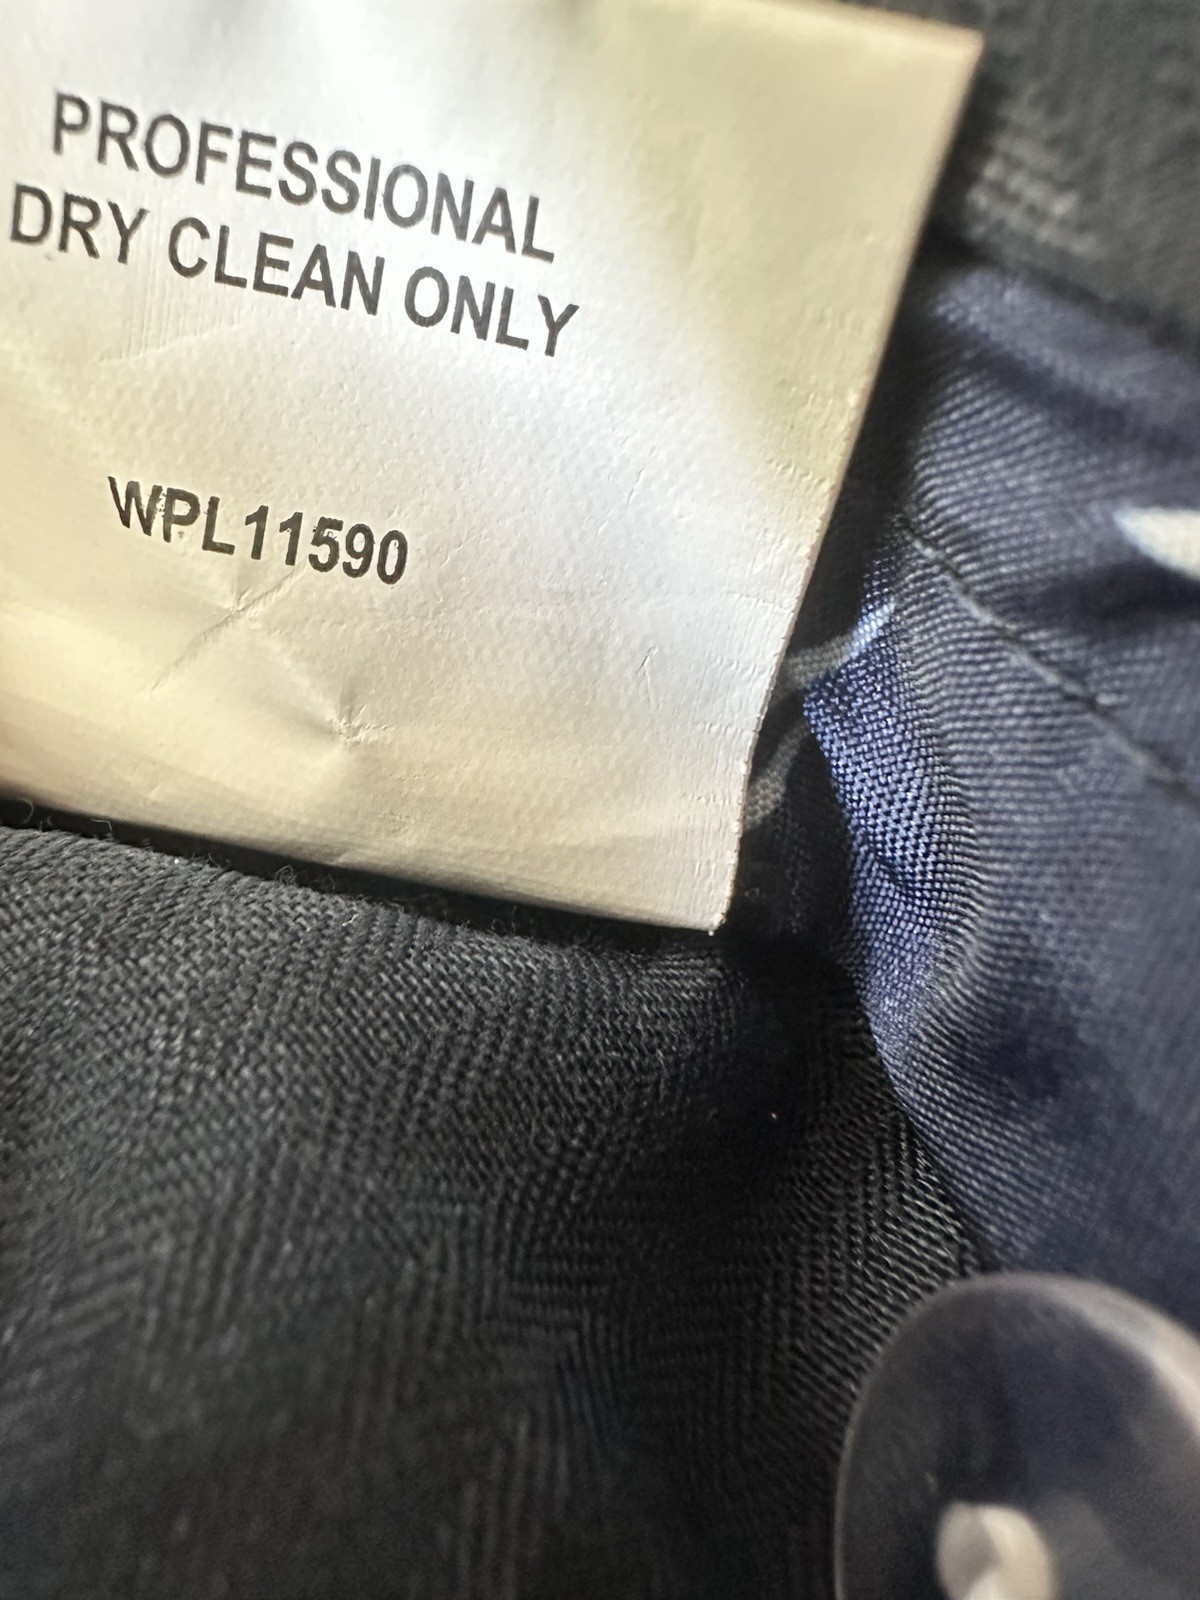 PROFESSIONAL
DRY CLEAN ONLY
WPL11590